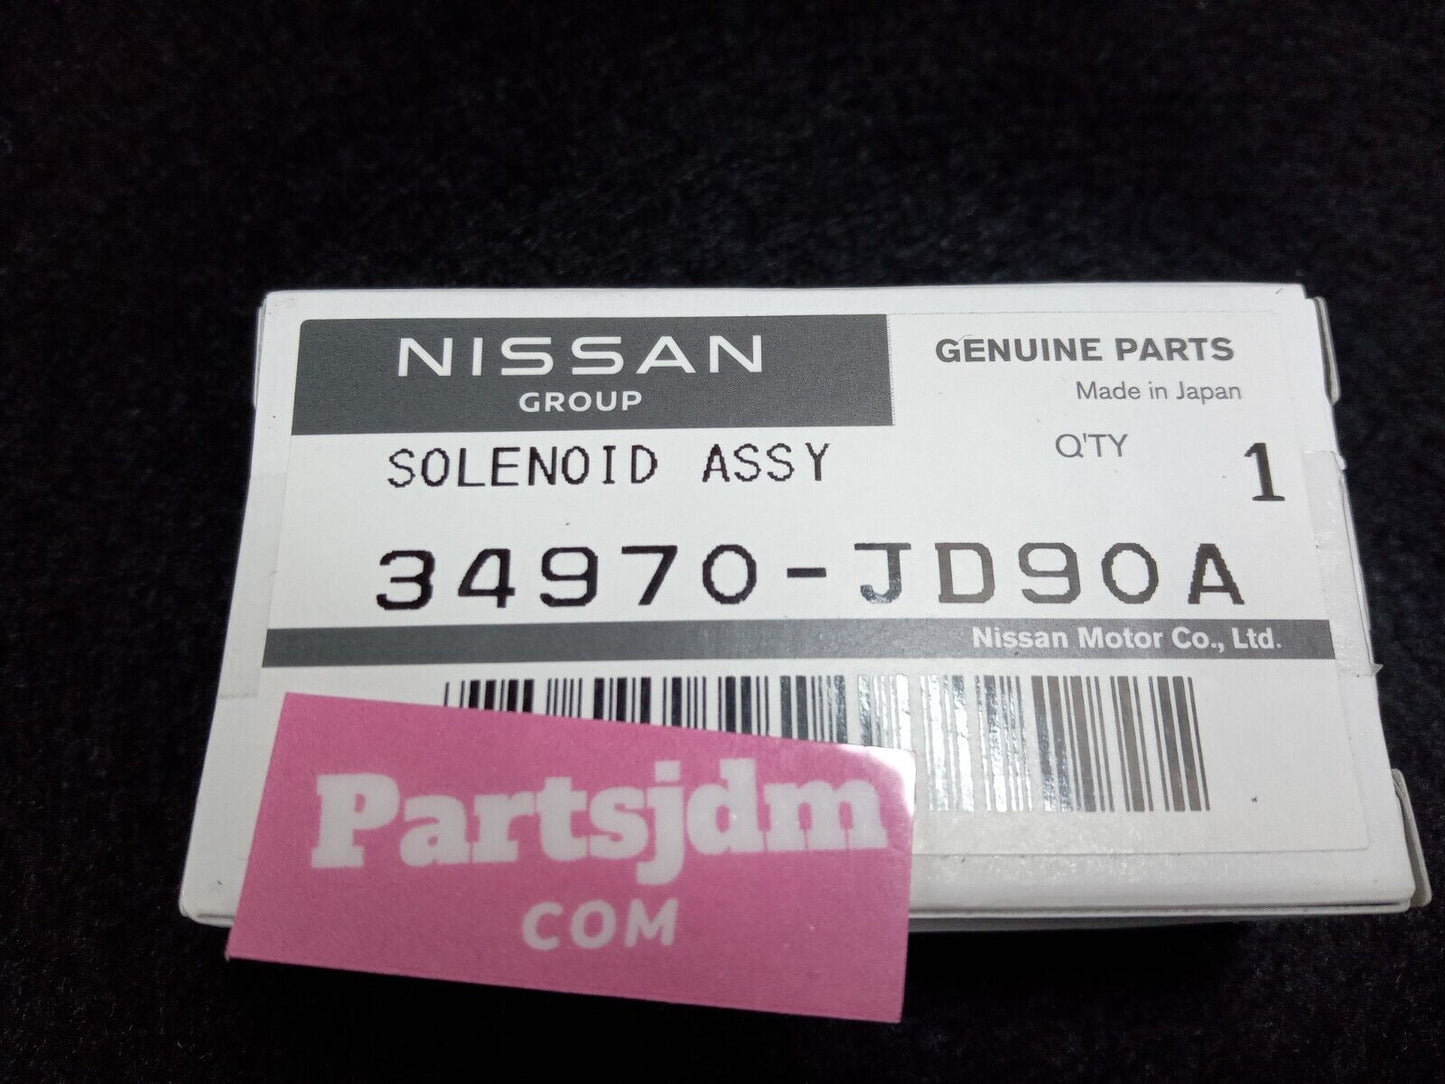 NISSAN
GROUP
GENUINE PARTS
Made in Japan
SOLENOID ASSY
Q'TY 1
34970-JD90A
Nissan Motor Co., Ltd.
Partsjdm
COM